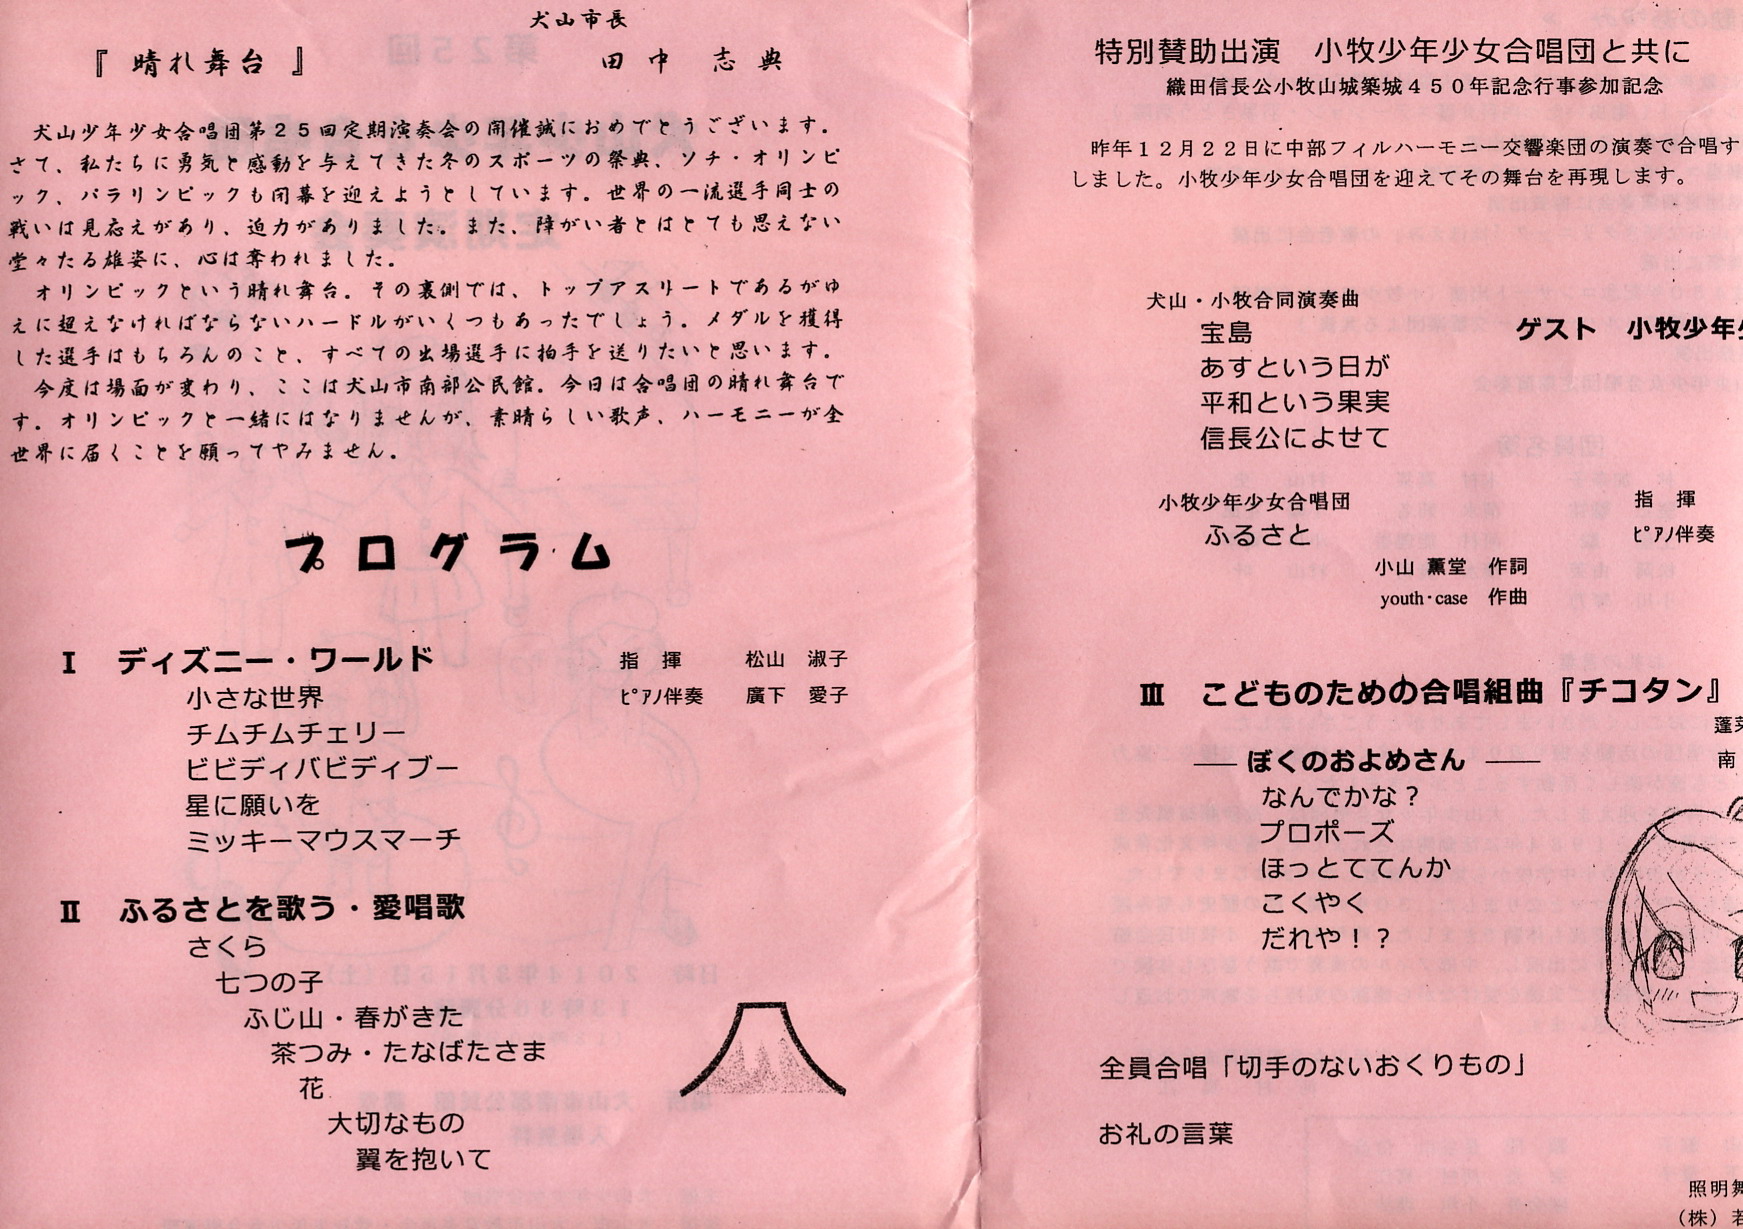 犬山市長
『 晴れ舞台 』　田 中　志 典
犬山少年少女合唱団第２５回定期演奏会の開催誠におめでとうございます。
さて、私たちに勇気と感動を与えてきた冬のスポーツの祭典、ソチ・オリンピ
ック、パラリンピックも閉幕を迎えようとしています。世界の一流選手同士の
戦いは見応えがあり、迫力がありました。また、障がい者とはとても思えない
堂々たる雄姿に、心は奪われました。
オリンピックという晴れ舞台。その裏側では、トップアスリートであるがゆ
えに超えなければならないハードルがいくつもあったでしょう。メダルを獲得
した選手はもちろんのこと、すべての出場選手に拍手を送りたいと思います。
今度は場面が変わり、ここは犬山市南部公民館。今日は合唱団の晴れ舞台で
す。オリンピックと一緒にはなりませんが、素晴らしい歌声、ハーモニーが全
世界に届くことを願ってやみません。
プログラム
Ⅰ　ディズニー・ワールド　指　揮　松山　淑子
小さな世界　ﾋﾟｱﾉ伴奏　廣下　愛子
チムチムチェリー
ビビディバビディブー
星に願いを
ミッキーマウスマーチ
Ⅱ　ふるさとを歌う・愛唱歌
さくら
七つの子
ふじ山・春がきた
茶つみ・たなばたさま
花
大切なもの
翼を抱いて
特別賛助出演　小牧少年少女合唱団と共に
織田信長公小牧山城築城４５０年記念行事参加記念
昨年１２月２２日に中部フィルハーモニー交響楽団の演奏で合唱す
しました。小牧少年少女合唱団を迎えてその舞台を再現します。
犬山・小牧合同演奏曲
宝島　ゲスト　小牧少年少
あすという日が
平和という果実
信長公によせて
小牧少年少女合唱団　指　揮
ふるさと　ﾋﾟｱﾉ伴奏
小山　薫堂　作詞
youth・case　作曲
Ⅲ　こどものための合唱組曲『チコタン』
蓬莱
― ぼくのおよめさん ―　南
なんでかな？
プロポーズ
ほっとててんか
こくやく
だれや！？
全員合唱「切手のないおくりもの」
お礼の言葉
照明舞
（株）若